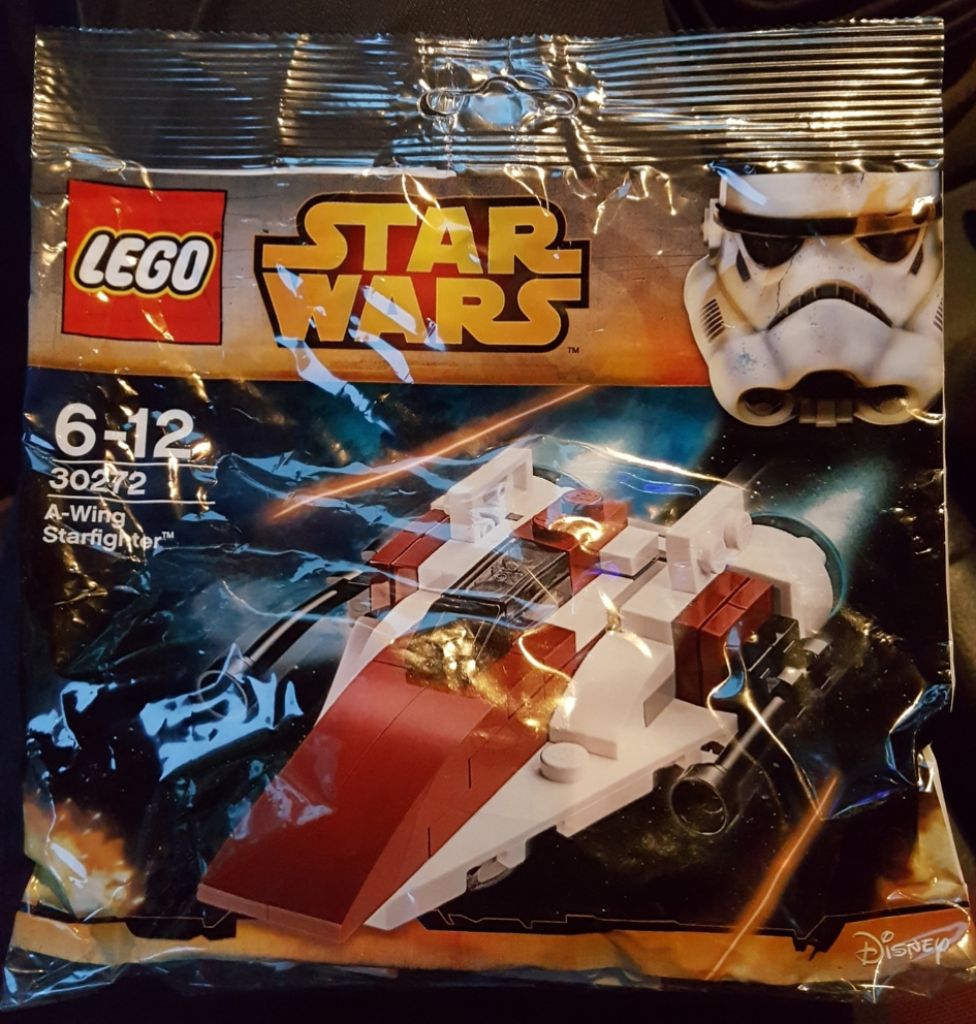 LEGO
STAR
WARS
™
6-12
30272
A-Wing
Starfighter™
Disney